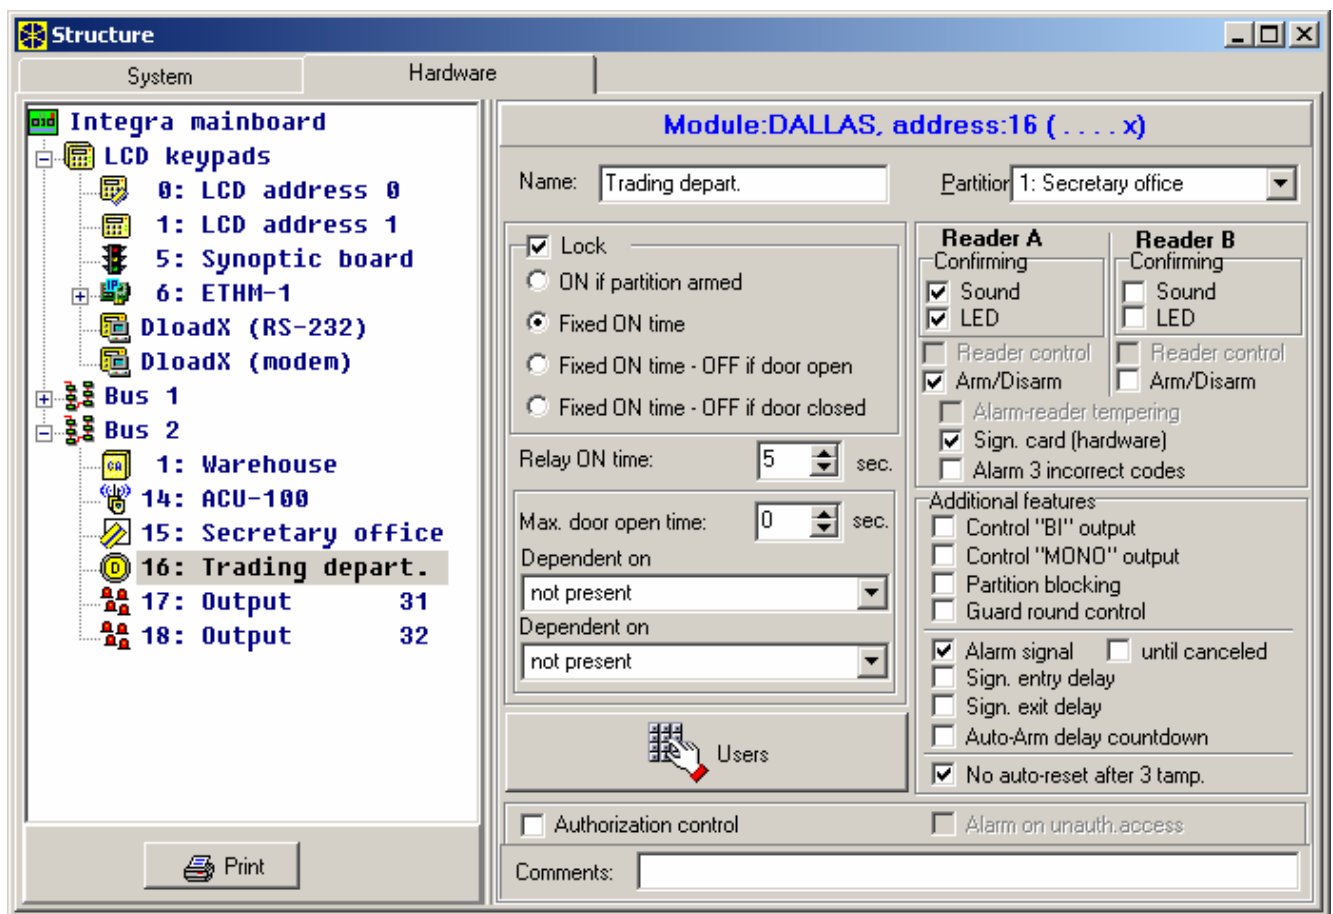 Structure
System
Hardware
Integra mainboard
LCD keypads
0: LCD address 0
1: LCD address 1
5: Synoptic board
6: ETHM-1
DloadX (RS-232)
DloadX (modem)
Bus 1
Bus 2
1: Warehouse
14: ACU-100
15: Secretary office
16: Trading depart.
17: Output 31
18: Output 32
Print
Module:DALLAS, address:16 ( . . . . x)
Name: Trading depart.
Partition 1: Secretary office
Lock
ON if partition armed
Fixed ON time
Fixed ON time - OFF if door open
Fixed ON time - OFF if door closed
Relay ON time: 5 sec.
Max. door open time: 0 sec.
Dependent on
not present
Dependent on
not present
Users
Reader A
Confirming
Sound
LED
Reader control
Arm/Disarm
Reader B
Confirming
Sound
LED
Reader control
Arm/Disarm
Alarm-reader tempering
Sign. card (hardware)
Alarm 3 incorrect codes
Additional features
Control "BI" output
Control "MONO" output
Partition blocking
Guard round control
Alarm signal until canceled
Sign. entry delay
Sign. exit delay
Auto-Arm delay countdown
No auto-reset after 3 tamp.
Authorization control
Alarm on unauth.access
Comments: